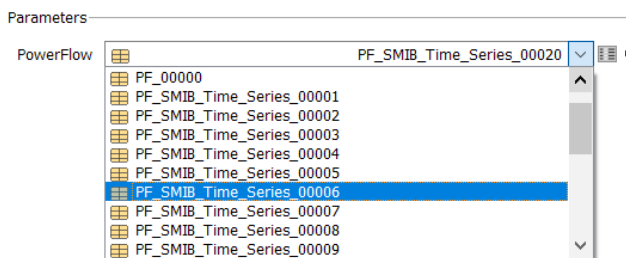 Parameters
PowerFlow PF_SMIB_Time_Series_00020
PF_00000
PF_SMIB_Time_Series_00001
PF_SMIB_Time_Series_00002
PF_SMIB_Time_Series_00003
PF_SMIB_Time_Series_00004
PF_SMIB_Time_Series_00005
PF_SMIB_Time_Series_00006
PF_SMIB_Time_Series_00007
PF_SMIB_Time_Series_00008
PF_SMIB_Time_Series_00009